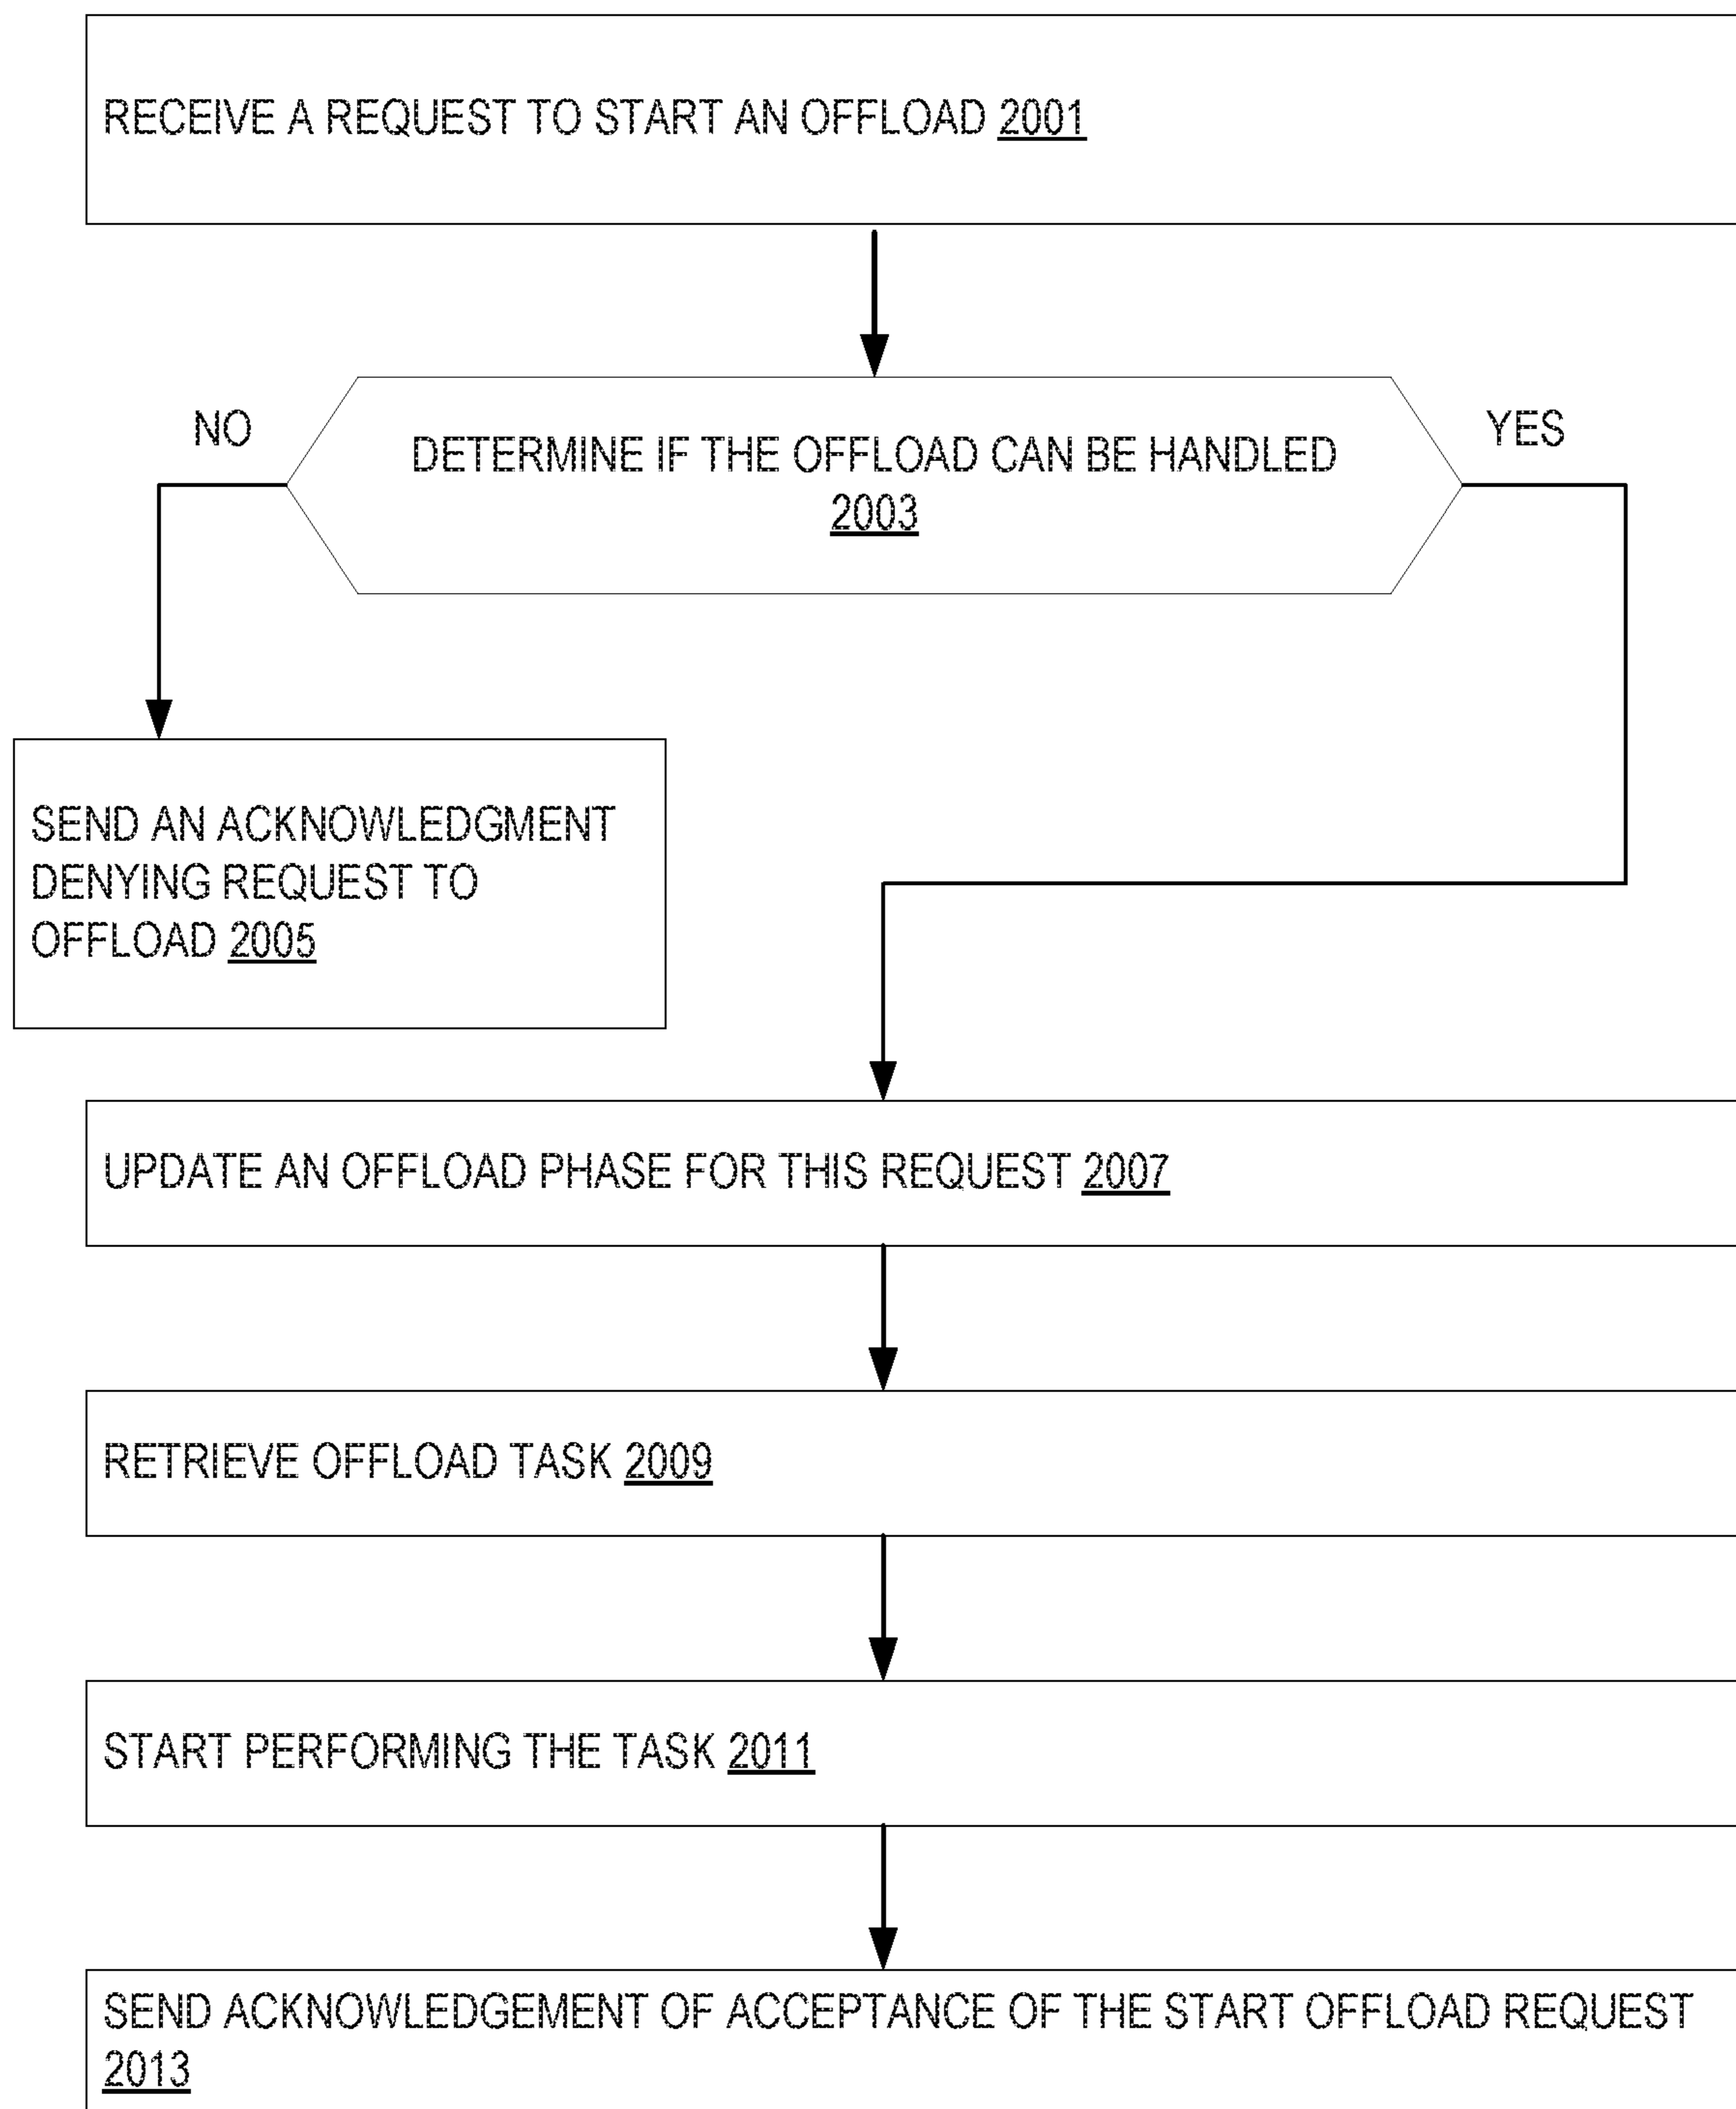 RECEIVE A REQUEST TO START AN OFFLOAD 2001
NO
YES
DETERMINE IF THE OFFLOAD CAN BE HANDLED
2003
SEND AN ACKNOWLEDGMENT
DENYING REQUEST TO
OFFLOAD 2005
UPDATE AN OFFLOAD PHASE FOR THIS REQUEST 2007
RETRIEVE OFFLOAD TASK 2009
START PERFORMING THE TASK 2011
SEND ACKNOWLEDGEMENT OF ACCEPTANCE OF THE START OFFLOAD REQUEST
2013